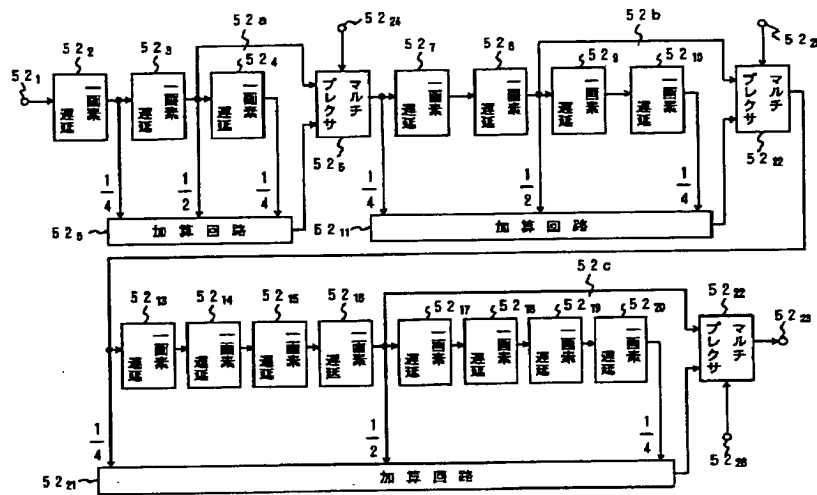 52a
52₂₄
52b
52₂
52₁
52₂
一画素
遅延
52₃
一画素
遅延
52₄
一画素
遅延
マルチ
プレクサ
52₅
52₇
一画素
遅延
52₈
一画素
遅延
52₉
一画素
遅延
52₁₀
一画素
遅延
マルチ
プレクサ
52₂₂
1/4
1/2
1/4
1/4
1/2
1/4
52₅
加算回路
52₁₁
加算回路
52c
52₁₃
一画素
遅延
52₁₄
一画素
遅延
52₁₅
一画素
遅延
52₁₆
一画素
遅延
52₁₇
一画素
遅延
52₁₈
一画素
遅延
52₁₉
一画素
遅延
52₂₀
一画素
遅延
52₂₂
マルチ
プレクサ
52₂₃
1/4
1/2
1/4
52₂₆
52₂₁
加算回路